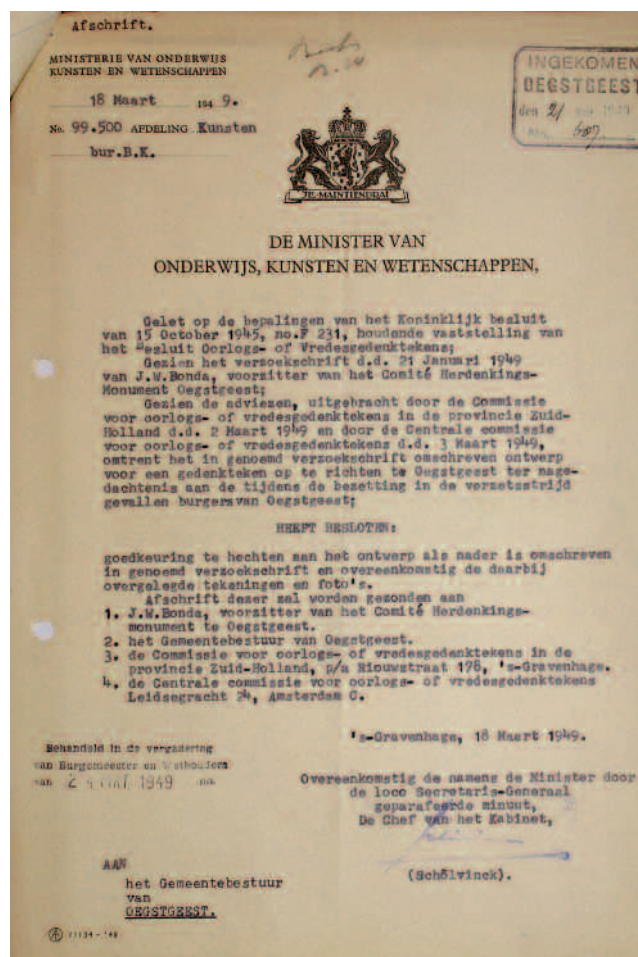 Afschrift.
MINISTERIE VAN ONDERWIJS
KUNSTEN EN WETENSCHAPPEN
18 Maart 194 9.
No. 99.500 AFDELING Kunsten
bur.B.K.
INGEKOMEN
OEGSTGEEST
den 21
JE MAINTIENDRAI
DE MINISTER VAN
ONDERWIJS, KUNSTEN EN WETENSCHAPPEN,
Gelet op de bepalingen van het Koninklijk besluit
van 15 October 1945, no.F 231, houdende vaststelling van
het Besluit Oorlogs- of Vredesgedenktekens;
Gezien het verzoekschrift d.d. 21 Januari 1949
van J.W.Bonda, voorzitter van het Comité Herdenkings-
Monument Oegstgeest;
Gezien de adviezen, uitgebracht door de Commissie
voor oorlogs- of vredesgedenktekens in de provincie Zuid-
Holland d.d. 2 Maart 1949 en door de Centrale commissie
voor oorlogs- of vredesgedenktekens d.d. 3 Maart 1949,
omtrent het in genoemd verzoekschrift omschreven ontwerp
voor een gedenkteken op te richten te Oegstgeest ter nage-
dachtenis aan de tijdens de bezetting in de verzetsstrijd
gevallen burgersvan Oegstgeest;
HEEFT BESLOTEN:
goedkeuring te hechten aan het ontwerp als nader is omschreven
in genoemd verzoekschrift en overeenkomstig de daarbij
overgelegde tekeningen en foto's.
Afschrift dezer zal worden gezonden aan
1. J.W.Bonda, voorzitter van het Comité Herdenkings-
monument te Oegstgeest.
2. het Gemeentebestuur van Oegstgeest.
3. de Commissie voor oorlogs- of vredesgedenktekens in de
provincie Zuid-Holland, p/a Riouwstraat 178, 's-Gravenhage.
4. de Centrale commissie voor oorlogs- of vredesgedenktekens
Leidsegracht 24, Amsterdam C.
's-Gravenhage, 18 Maart 1949.
Behandeld in de vergadering
van Burgemeester en Wethouders
van 2 1949 no.
Overeenkomstig de namens de Minister door
de loco Secretaris-Generaal
geparafeerde minuut,
De Chef van het Kabinet,
(Schölvinck).
AAN
het Gemeentebestuur
van
OEGSTGEEST.
11134 - '48